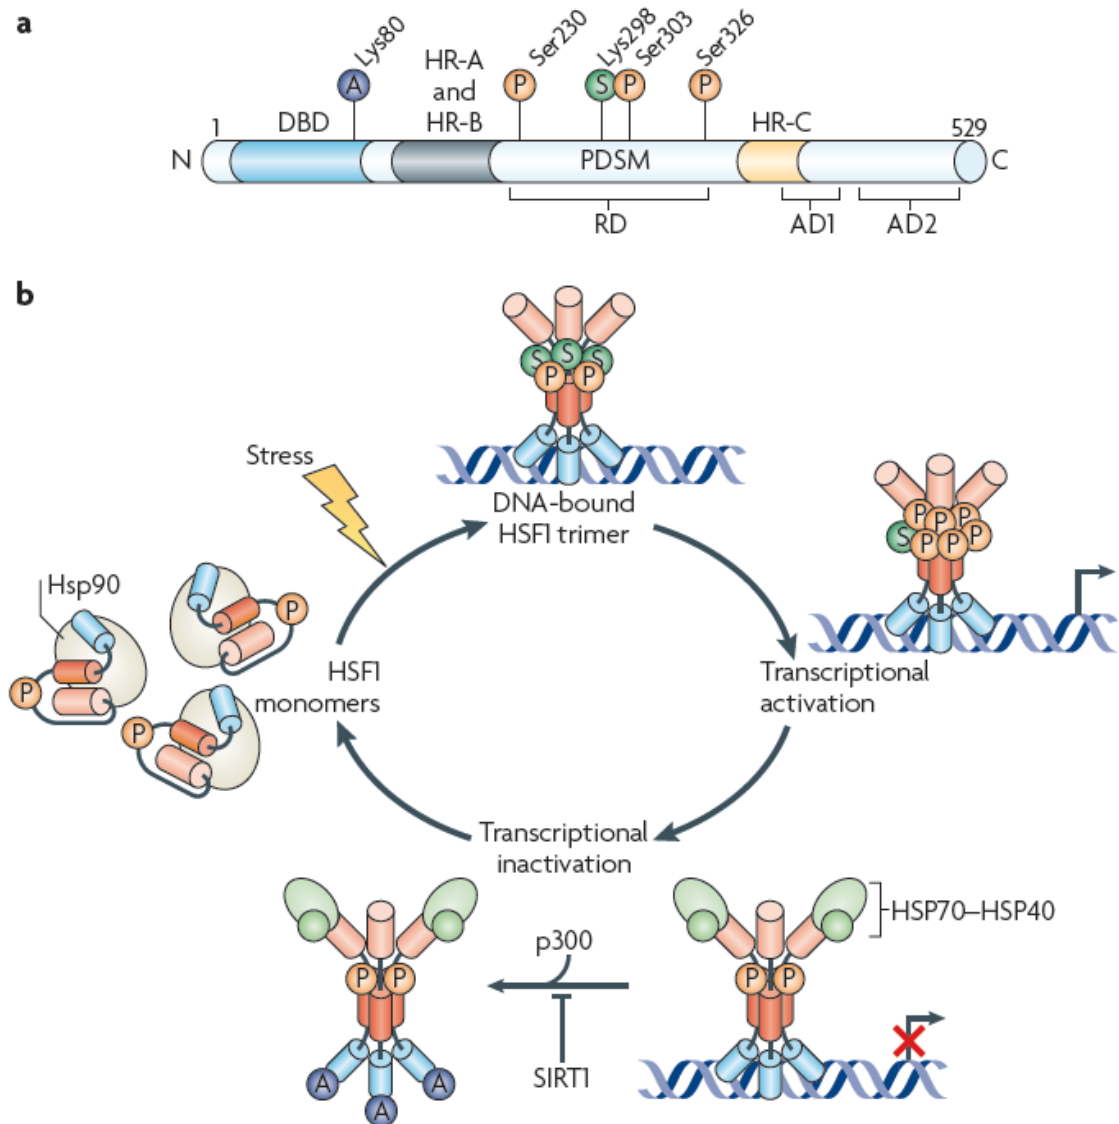 a
Lys80
HR-A
and
HR-B
Ser230
Lys298
Ser303
Ser326
A
P
S
P
P
1
DBD
HR-C
529
N
PDSM
C
RD
AD1
AD2
b
S
S
S
P
P
Stress
DNA-bound
HSF1 trimer
P
P
P
P
S
P
P
P
Hsp90
P
P
P
HSF1
monomers
Transcriptional
activation
Transcriptional
inactivation
HSP70–HSP40
p300
P
P
P
P
SIRT1
A
A
A